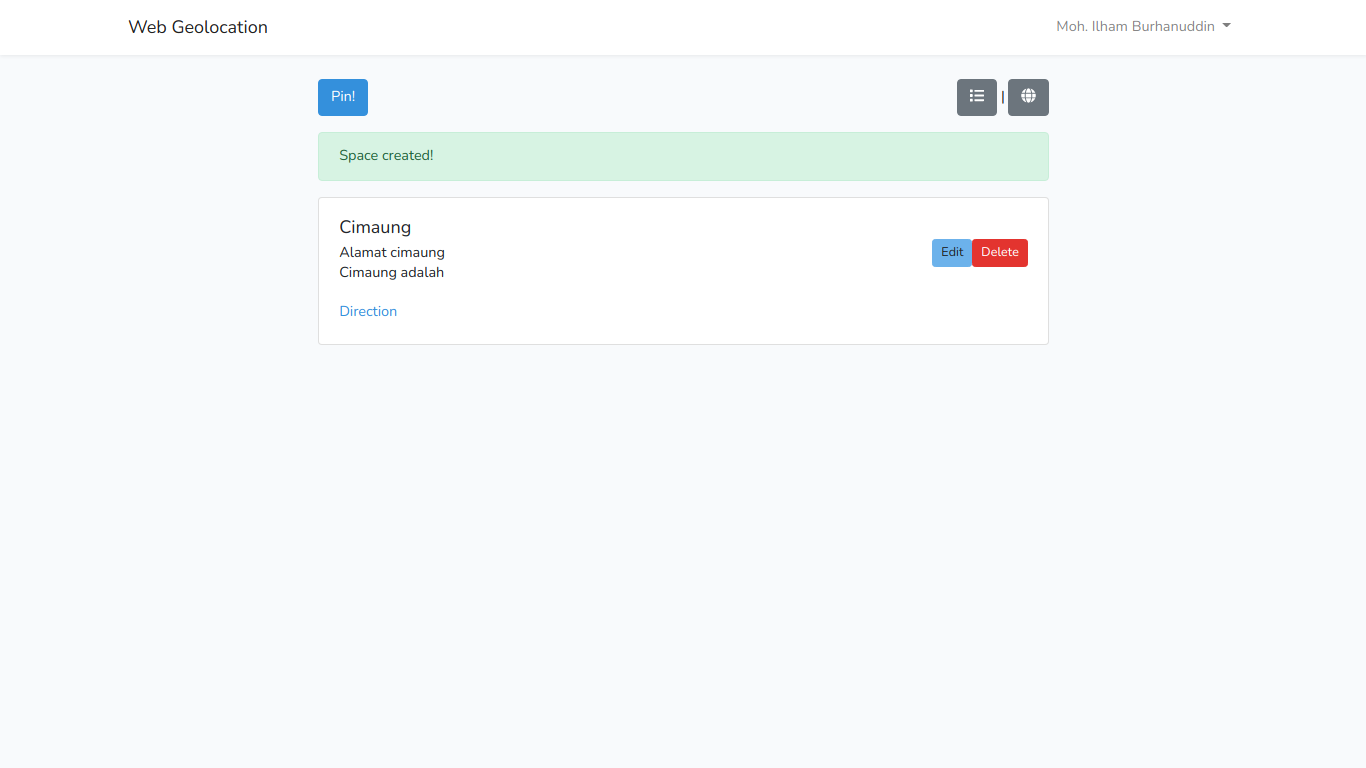 Web Geolocation
Moh. Ilham Burhanuddin
Pin!
|
Space created!
Cimaung
Alamat cimaung
Cimaung adalah
Edit
Delete
Direction